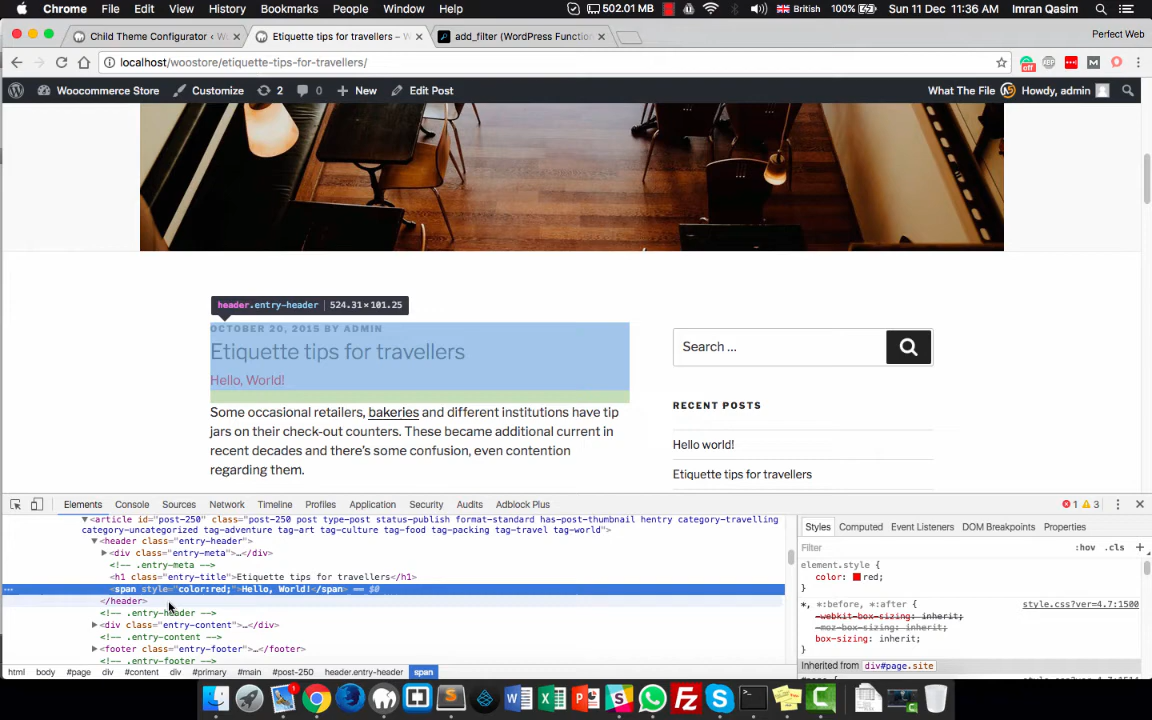 Chrome File Edit View History Bookmarks People Window Help 502.01 MB British 100% Sun 11 Dec 11:36 AM Imran Qasim
Child Theme Configurator ‹ W
Etiquette tips for travellers – W
add_filter (WordPress Function
Perfect Web
localhost/woostore/etiquette-tips-for-travellers/
off
Woocommerce Store Customize 2 0 New Edit Post What The File Howdy, admin
header.entry-header 524.31×101.25
OCTOBER 20, 2015 BY ADMIN
Etiquette tips for travellers
Hello, World!
Some occasional retailers, bakeries and different institutions have tip
jars on their check-out counters. These became additional current in
recent decades and there's some confusion, even contention
regarding them.
Search ...
RECENT POSTS
Hello world!
Etiquette tips for travellers
Elements Console Sources Network Timeline Profiles Application Security Audits Adblock Plus 1 3
<article id="post-250" class="post-250 post type-post status-publish format-standard has-post-thumbnail hentry category-travelling
category-uncategorized tag-art tag-culture tag-food tag-packing tag-travel tag-world">
<header class="entry-header">
<div class="entry-meta">…</div>
<!-- .entry-meta -->
<h1 class="entry-title">Etiquette tips for travellers</h1>
<span style="color:red;">Hello, World!</span> == $0
</header>
<!-- .entry-header -->
<div class="entry-content">…</div>
<!-- .entry-content -->
<footer class="entry-footer">…</footer>
<!-- .entry-footer -->
html body #page div #content div #primary #main #post-250 header.entry-header span
Styles Computed Event Listeners DOM Breakpoints Properties
Filter :hov .cls +
element.style {
color: red;
}
*, *:before, *:after { style.css?ver=4.7:1500
-webkit-box-sizing: inherit;
-moz-box-sizing: inherit;
box-sizing: inherit;
}
Inherited from div#page.site